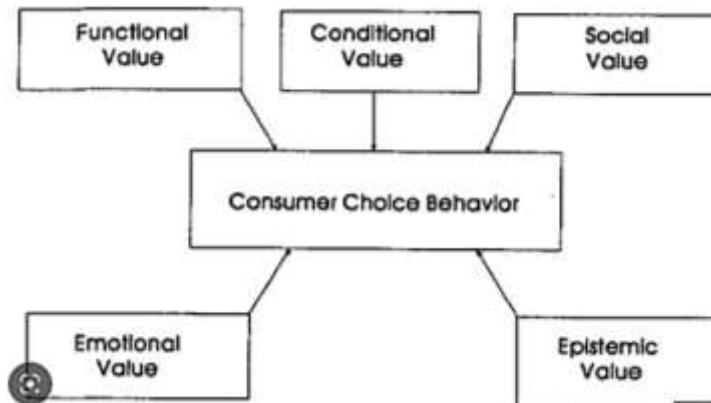 Functional
Value
Conditional
Value
Social
Value
Consumer Choice Behavior
Emotional
Value
Epistemic
Value